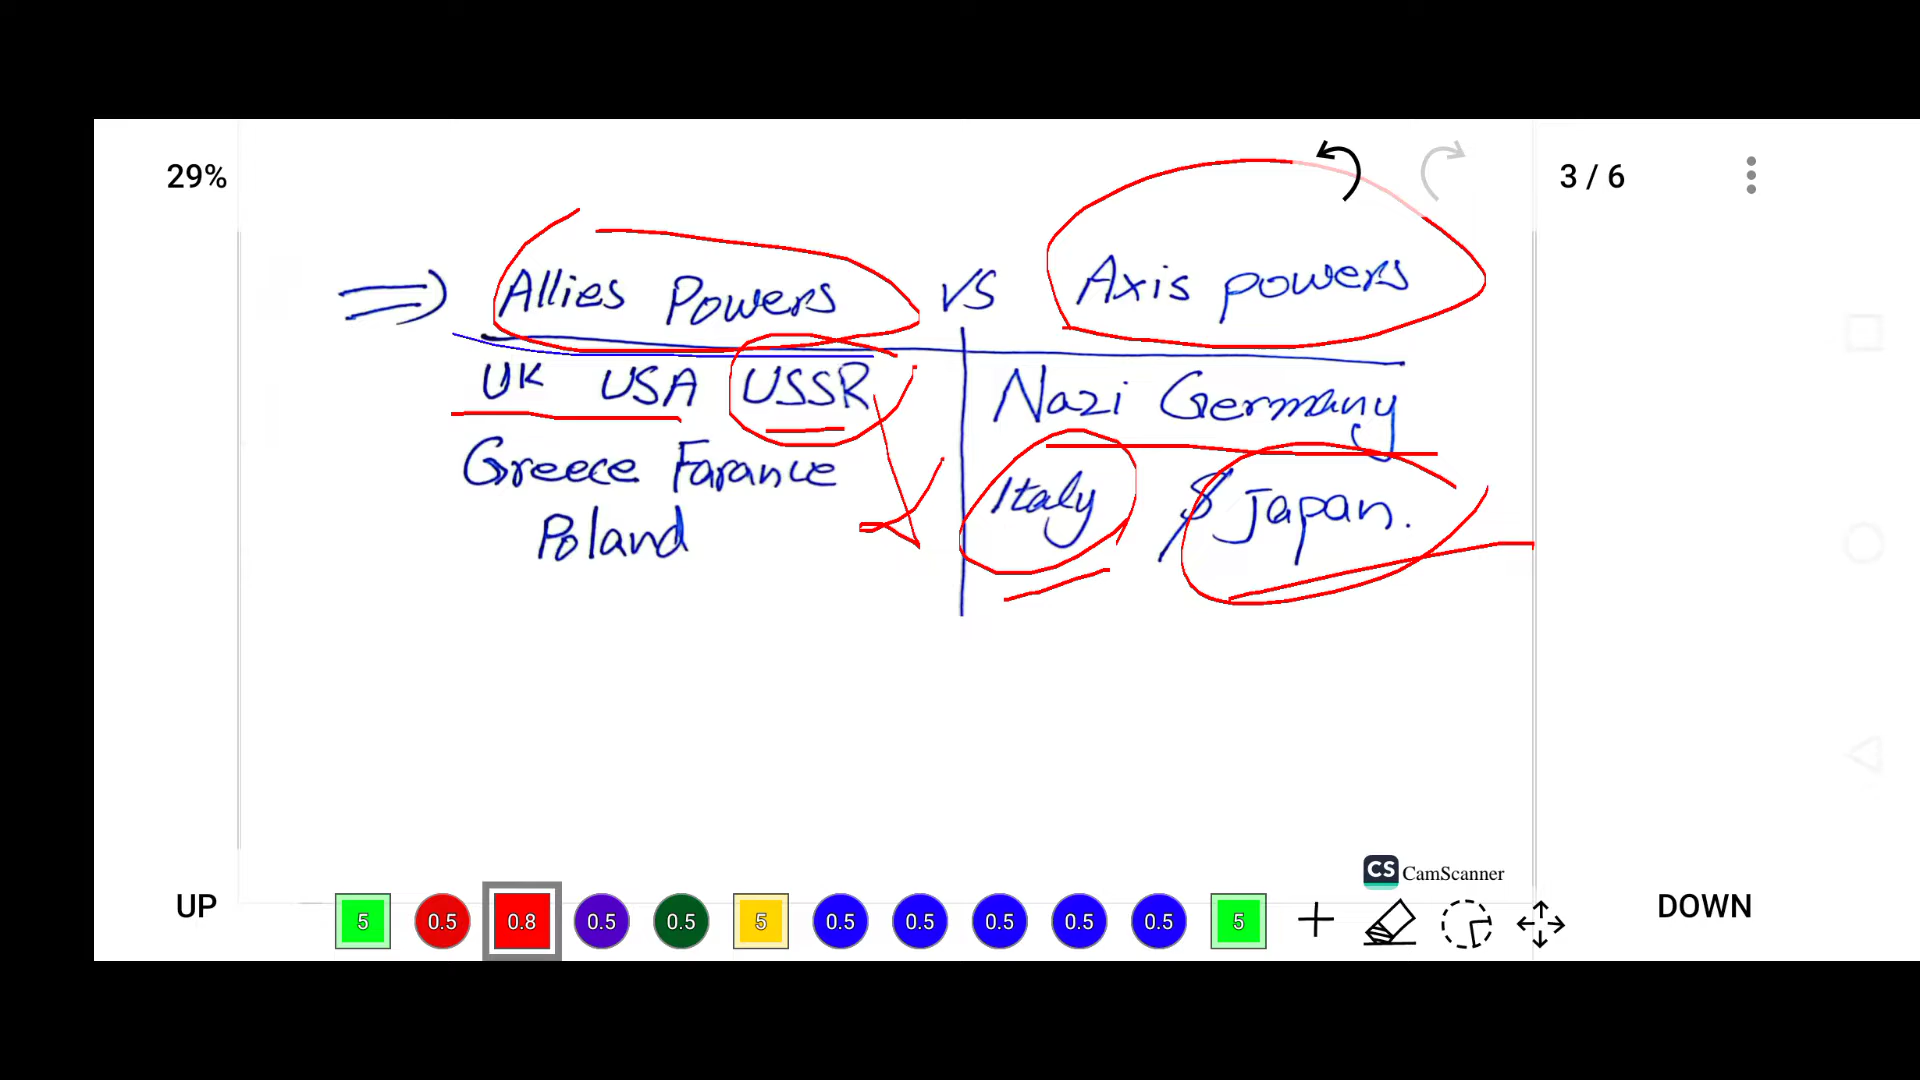 29%
3 / 6
⇒ Allies Powers vs Axis powers
UK USA USSR
Nazi Germany
Greece Farance
Italy & Japan.
Poland
CS CamScanner
UP
5 0.5 0.8 0.5 0.5 5 0.5 0.5 0.5 0.5 0.5 5
DOWN